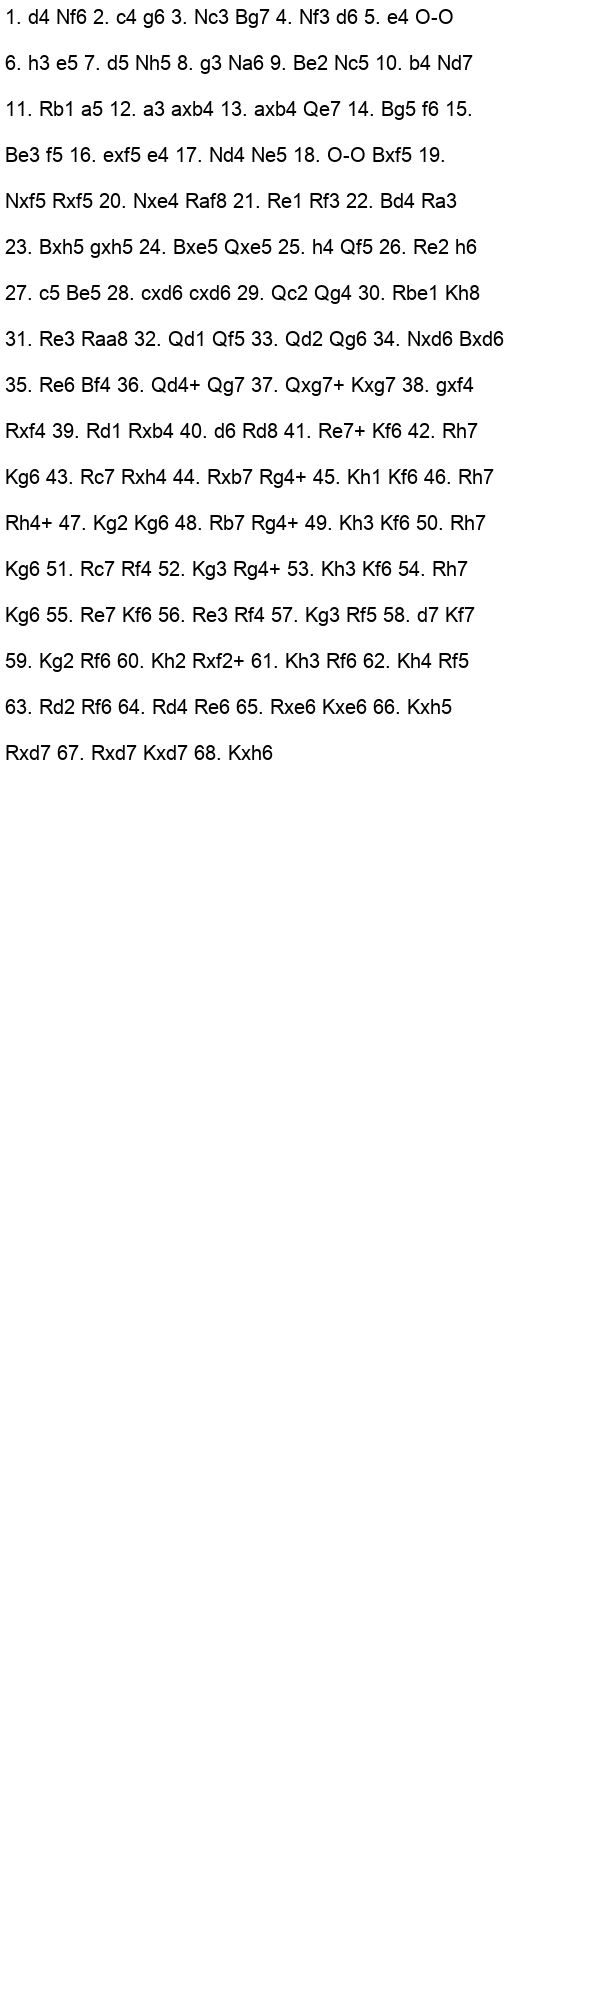 1. d4 Nf6 2. c4 g6 3. Nc3 Bg7 4. Nf3 d6 5. e4 O-O
6. h3 e5 7. d5 Nh5 8. g3 Na6 9. Be2 Nc5 10. b4 Nd7
11. Rb1 a5 12. a3 axb4 13. axb4 Qe7 14. Bg5 f6 15.
Be3 f5 16. exf5 e4 17. Nd4 Ne5 18. O-O Bxf5 19.
Nxf5 Rxf5 20. Nxe4 Raf8 21. Re1 Rf3 22. Bd4 Ra3
23. Bxh5 gxh5 24. Bxe5 Qxe5 25. h4 Qf5 26. Re2 h6
27. c5 Be5 28. cxd6 cxd6 29. Qc2 Qg4 30. Rbe1 Kh8
31. Re3 Raa8 32. Qd1 Qf5 33. Qd2 Qg6 34. Nxd6 Bxd6
35. Re6 Bf4 36. Qd4+ Qg7 37. Qxg7+ Kxg7 38. gxf4
Rxf4 39. Rd1 Rxb4 40. d6 Rd8 41. Re7+ Kf6 42. Rh7
Kg6 43. Rc7 Rxh4 44. Rxb7 Rg4+ 45. Kh1 Kf6 46. Rh7
Rh4+ 47. Kg2 Kg6 48. Rb7 Rg4+ 49. Kh3 Kf6 50. Rh7
Kg6 51. Rc7 Rf4 52. Kg3 Rg4+ 53. Kh3 Kf6 54. Rh7
Kg6 55. Re7 Kf6 56. Re3 Rf4 57. Kg3 Rf5 58. d7 Kf7
59. Kg2 Rf6 60. Kh2 Rxf2+ 61. Kh3 Rf6 62. Kh4 Rf5
63. Rd2 Rf6 64. Rd4 Re6 65. Rxe6 Kxe6 66. Kxh5
Rxd7 67. Rxd7 Kxd7 68. Kxh6